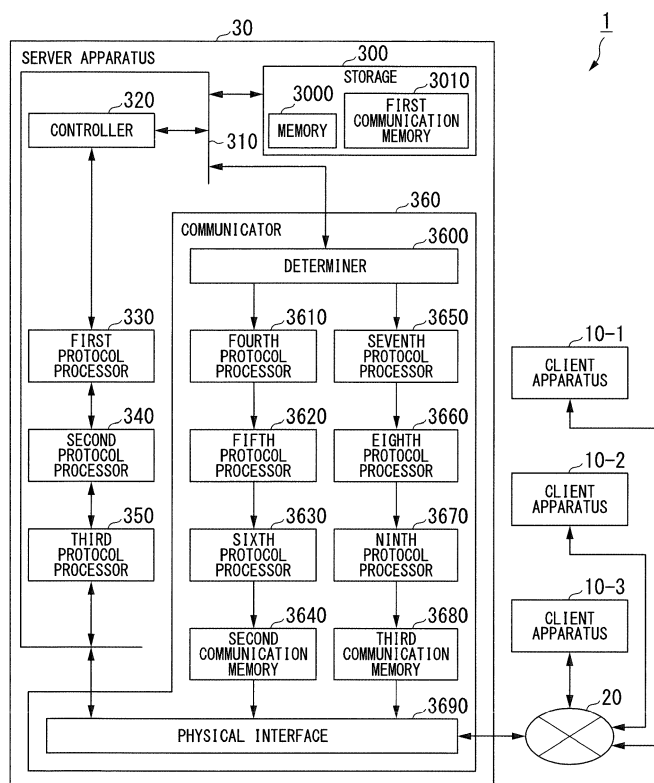 1
30
SERVER APPARATUS
300
STORAGE
3000
MEMORY
3010
FIRST
COMMUNICATION
MEMORY
320
CONTROLLER
310
360
COMMUNICATOR
3600
DETERMINER
330
FIRST
PROTOCOL
PROCESSOR
3610
FOURTH
PROTOCOL
PROCESSOR
3650
SEVENTH
PROTOCOL
PROCESSOR
10-1
CLIENT
APPARATUS
340
SECOND
PROTOCOL
PROCESSOR
3620
FIFTH
PROTOCOL
PROCESSOR
3660
EIGHTH
PROTOCOL
PROCESSOR
10-2
CLIENT
APPARATUS
350
THIRD
PROTOCOL
PROCESSOR
3630
SIXTH
PROTOCOL
PROCESSOR
3670
NINTH
PROTOCOL
PROCESSOR
10-3
CLIENT
APPARATUS
3640
SECOND
COMMUNICATION
MEMORY
3680
THIRD
COMMUNICATION
MEMORY
3690
PHYSICAL INTERFACE
20